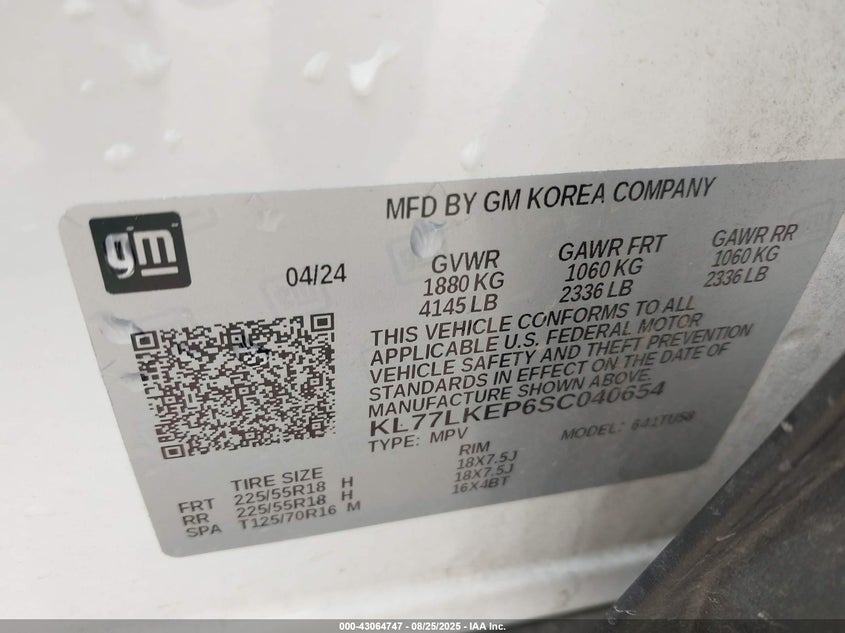 MFD BY GM KOREA COMPANY
gm
04/24
GVWR
1880 KG
4145 LB
GAWR FRT
1060 KG
2336 LB
GAWR RR
1060 KG
2336 LB
THIS VEHICLE CONFORMS TO ALL
APPLICABLE U.S. FEDERAL MOTOR
VEHICLE SAFETY AND THEFT PREVENTION
STANDARDS IN EFFECT ON THE DATE OF
MANUFACTURE SHOWN ABOVE.
KL77LKEP6SC040654
TYPE: MPV MODEL: 641TU58
TIRE SIZE RIM
FRT 225/55R18 H 18X7.5J
RR 225/55R18 H 18X7.5J
SPA T125/70R16 M 16X4BT
000-43064747 - 08/25/2025 - IAA Inc.